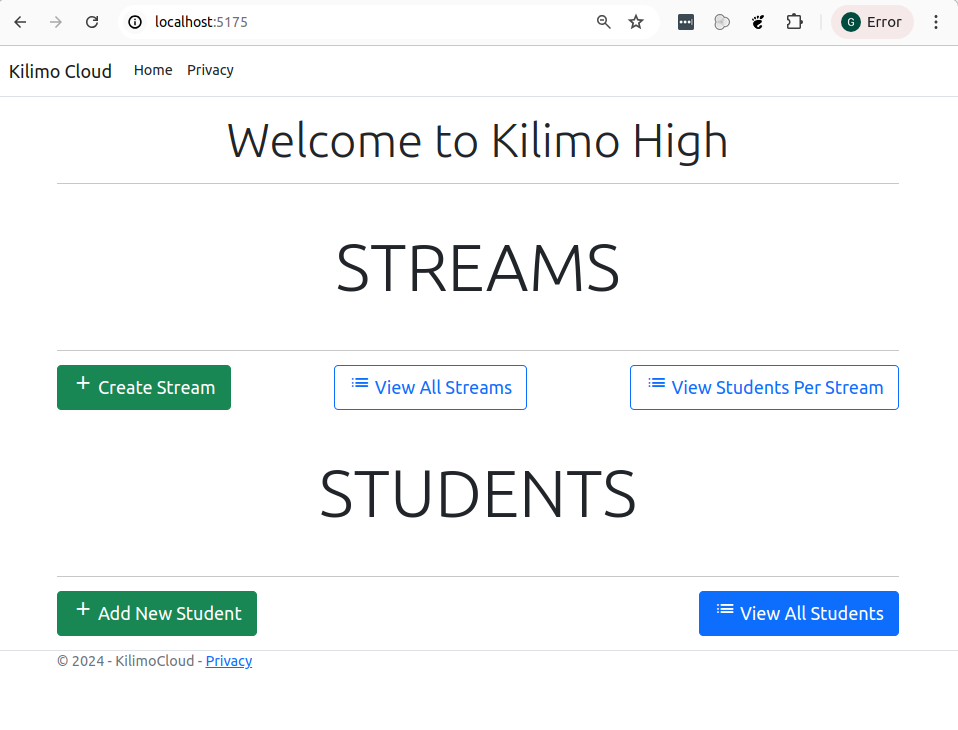 localhost:5175
G Error
Kilimo Cloud Home Privacy
Welcome to Kilimo High
STREAMS
+ Create Stream View All Streams View Students Per Stream
STUDENTS
+ Add New Student View All Students
© 2024 - KilimoCloud - Privacy